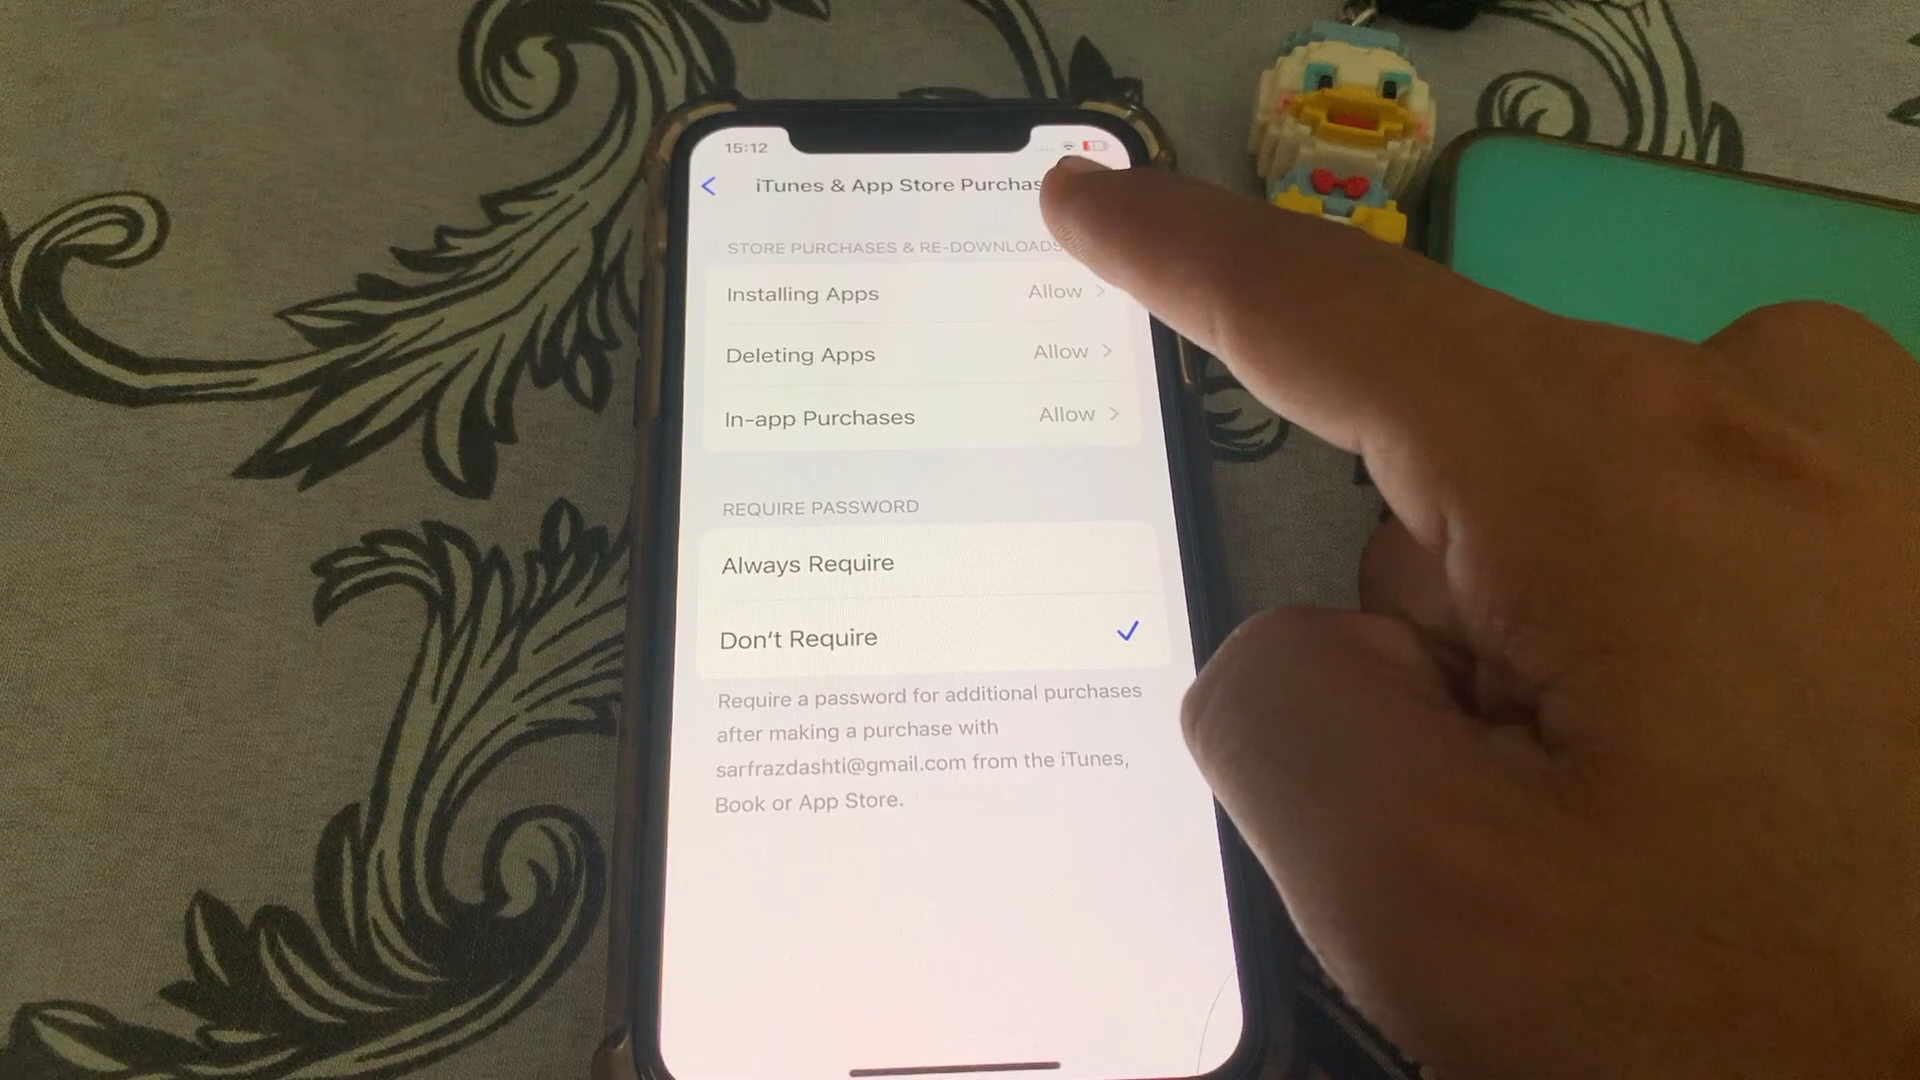 15:12
iTunes & App Store Purchas
STORE PURCHASES & RE-DOWNLOADS
Installing Apps Allow
Deleting Apps Allow
In-app Purchases Allow
REQUIRE PASSWORD
Always Require
Don't Require
Require a password for additional purchases
after making a purchase with
sarfrazdashti@gmail.com from the iTunes,
Book or App Store.